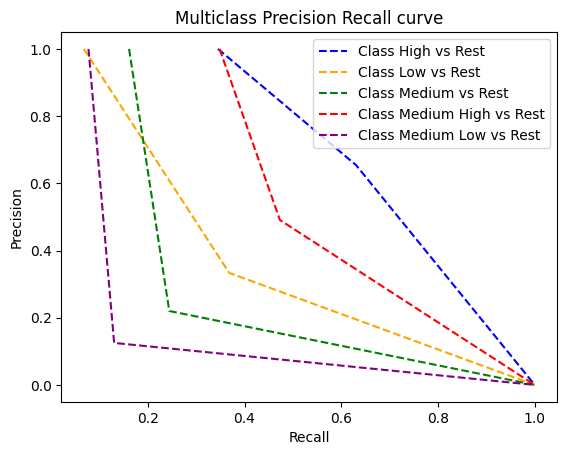 Multiclass Precision Recall curve
Class High vs Rest
Class Low vs Rest
Class Medium vs Rest
Class Medium High vs Rest
Class Medium Low vs Rest
Precision
1.0
0.8
0.6
0.4
0.2
0.0
0.2 0.4 0.6 0.8 1.0
Recall